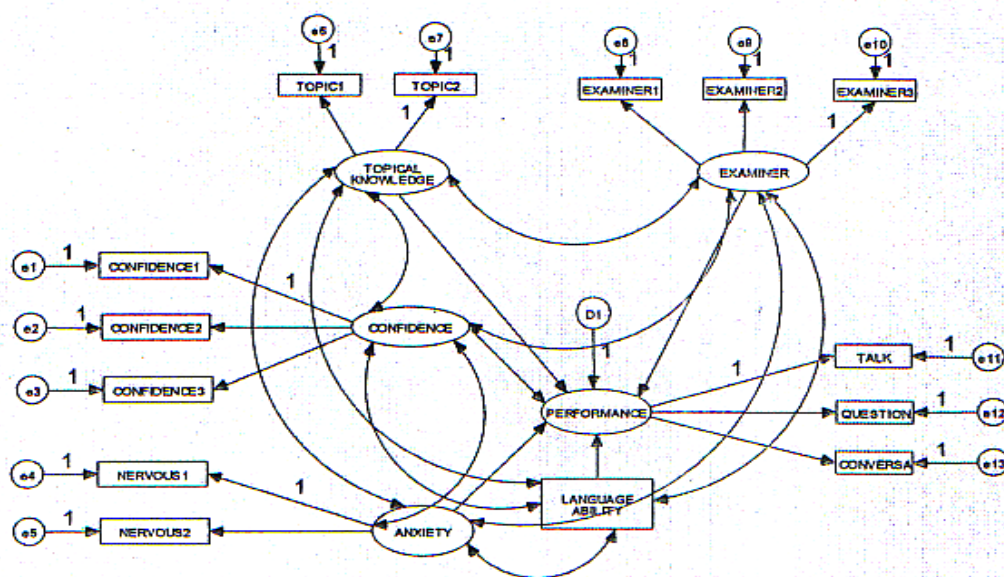 e6
e7
e8
e9
e10
1
1
1
1
1
TOPIC1
TOPIC2
EXAMINER1
EXAMINER2
EXAMINER3
1
1
TOPICAL
KNOWLEDGE
EXAMINER
e1
1
CONFIDENCE1
1
e2
1
CONFIDENCE2
CONFIDENCE
D1
1
e3
1
CONFIDENCE3
1
TALK
1
e11
PERFORMANCE
QUESTION
1
e12
CONVERSA
1
e13
e4
1
NERVOUS1
1
LANGUAGE
ABILITY
e5
1
NERVOUS2
ANXIETY